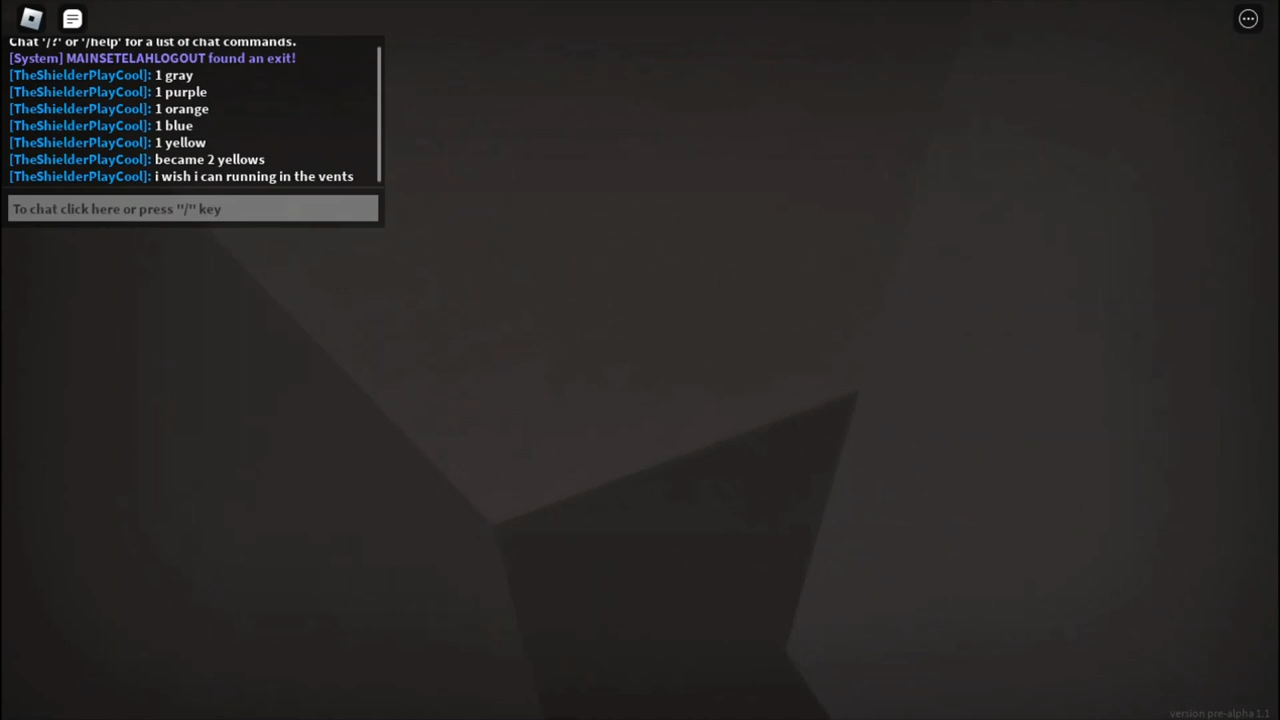 Chat '/?' or '/help' for a list of chat commands.
[System] MAINSETELAHLOGOUT found an exit!
[TheShielderPlayCool]: 1 gray
[TheShielderPlayCool]: 1 purple
[TheShielderPlayCool]: 1 orange
[TheShielderPlayCool]: 1 blue
[TheShielderPlayCool]: 1 yellow
[TheShielderPlayCool]: became 2 yellows
[TheShielderPlayCool]: i wish i can running in the vents
To chat click here or press "/" key
version pre-alpha 1.1